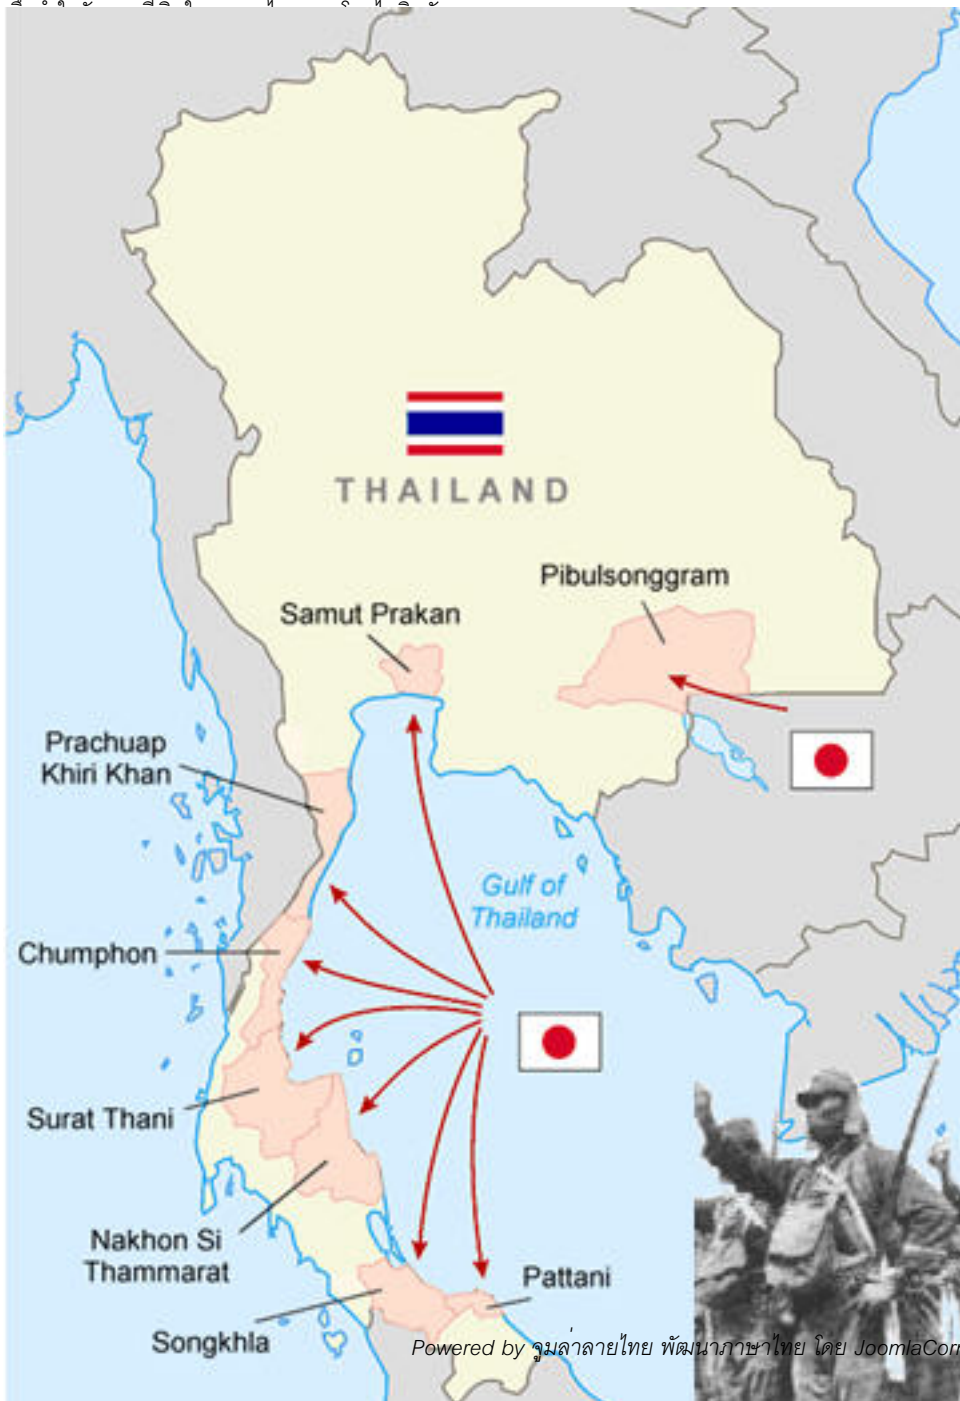 THAILAND
Pibulsonggram
Samut Prakan
Prachuap
Khiri Khan
Gulf of
Thailand
Chumphon
Surat Thani
Nakhon Si
Thammarat
Pattani
Songkhla
Powered by จูมล่าลายไทย พัฒนาภาษาไทย โดย JoomlaCor